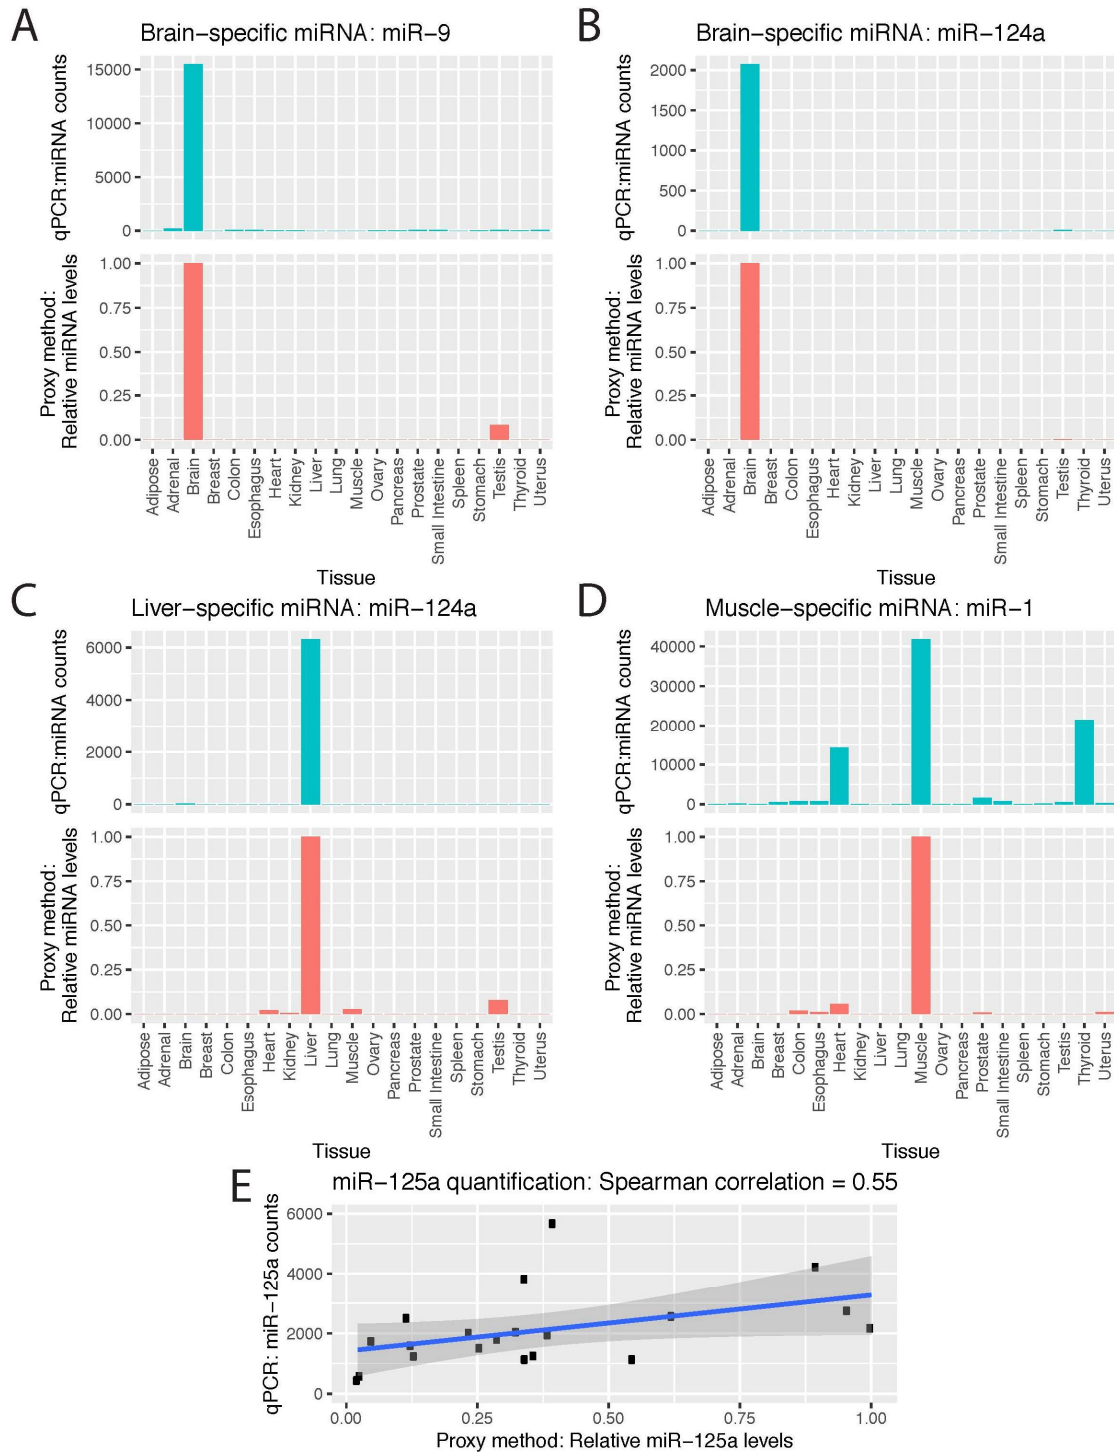 A
Brain-specific miRNA: miR-9
qPCR:miRNA counts
15000
10000
5000
0
Proxy method:
Relative miRNA levels
1.00
0.75
0.50
0.25
0.00
Adipose
Adrenal
Brain
Breast
Colon
Esophagus
Heart
Kidney
Liver
Lung
Muscle
Ovary
Pancreas
Prostate
Small Intestine
Spleen
Stomach
Testis
Thyroid
Uterus
Tissue
B
Brain-specific miRNA: miR-124a
qPCR:miRNA counts
2000
1500
1000
500
0
Proxy method:
Relative miRNA levels
1.00
0.75
0.50
0.25
0.00
Adipose
Adrenal
Brain
Breast
Colon
Esophagus
Heart
Kidney
Liver
Lung
Muscle
Ovary
Pancreas
Prostate
Small Intestine
Spleen
Stomach
Testis
Thyroid
Uterus
Tissue
C
Liver-specific miRNA: miR-124a
qPCR:miRNA counts
6000
4000
2000
0
Proxy method:
Relative miRNA levels
1.00
0.75
0.50
0.25
0.00
Adipose
Adrenal
Brain
Breast
Colon
Esophagus
Heart
Kidney
Liver
Lung
Muscle
Ovary
Pancreas
Prostate
Small Intestine
Spleen
Stomach
Testis
Thyroid
Uterus
Tissue
D
Muscle-specific miRNA: miR-1
qPCR:miRNA counts
40000
30000
20000
10000
0
Proxy method:
Relative miRNA levels
1.00
0.75
0.50
0.25
0.00
Adipose
Adrenal
Brain
Breast
Colon
Esophagus
Heart
Kidney
Liver
Lung
Muscle
Ovary
Pancreas
Prostate
Small Intestine
Spleen
Stomach
Testis
Thyroid
Uterus
Tissue
E
miR-125a quantification: Spearman correlation = 0.55
qPCR: miR-125a counts
6000
4000
2000
0
0.00
0.25
0.50
0.75
1.00
Proxy method: Relative miR-125a levels